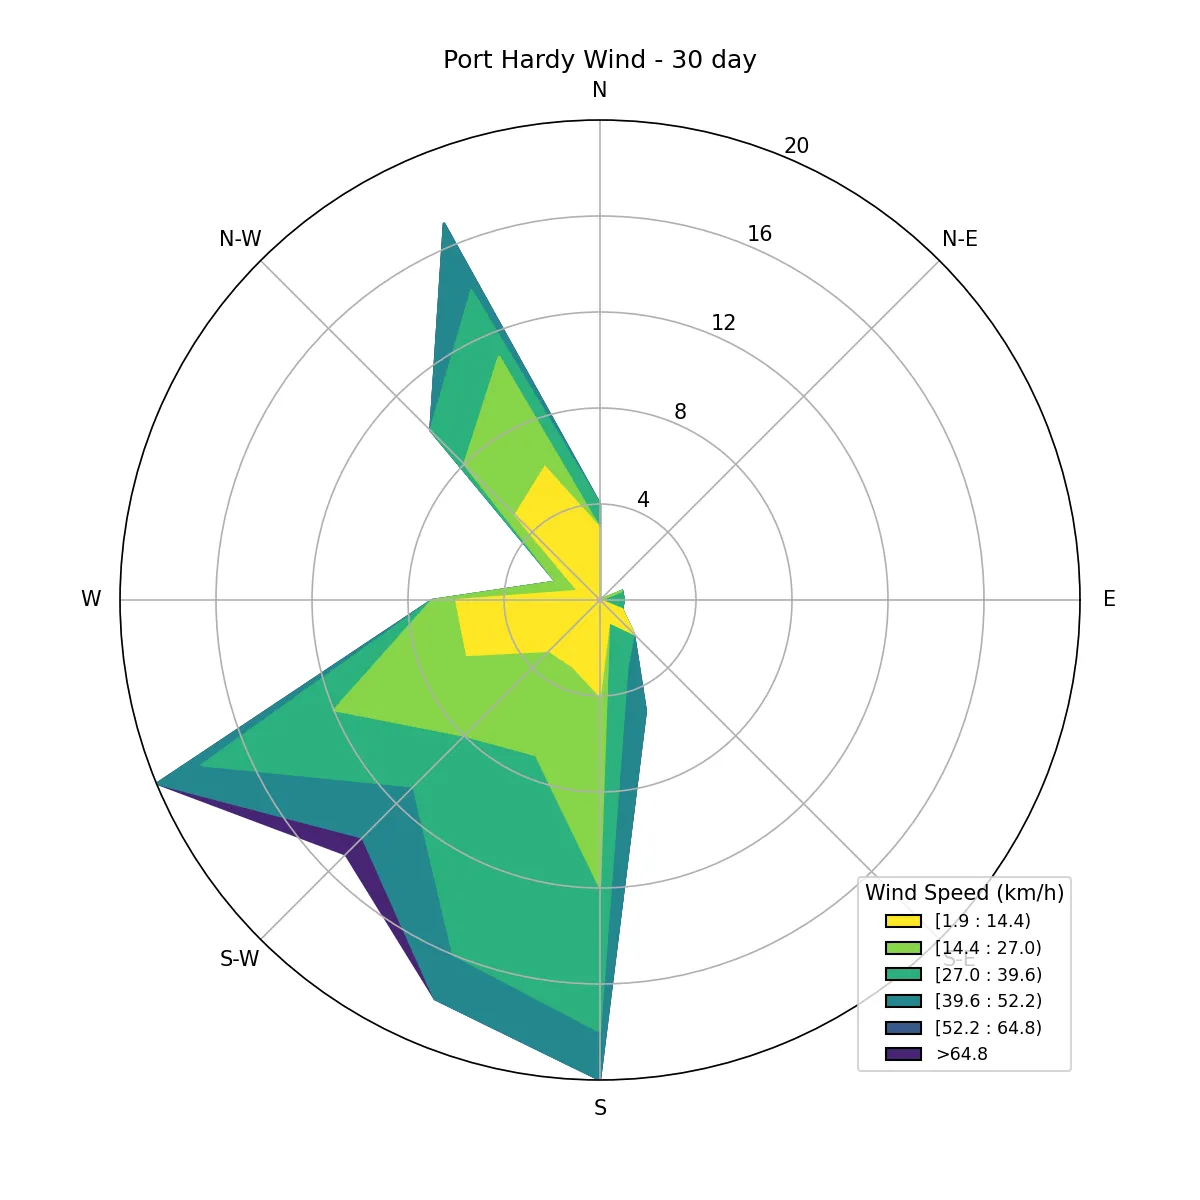 Port Hardy Wind - 30 day
N
20
N-W
N-E
16
12
8
4
W
E
S-W
S-E
S
Wind Speed (km/h)
[1.9 : 14.4)
[14.4 : 27.0)
[27.0 : 39.6)
[39.6 : 52.2)
[52.2 : 64.8)
>64.8